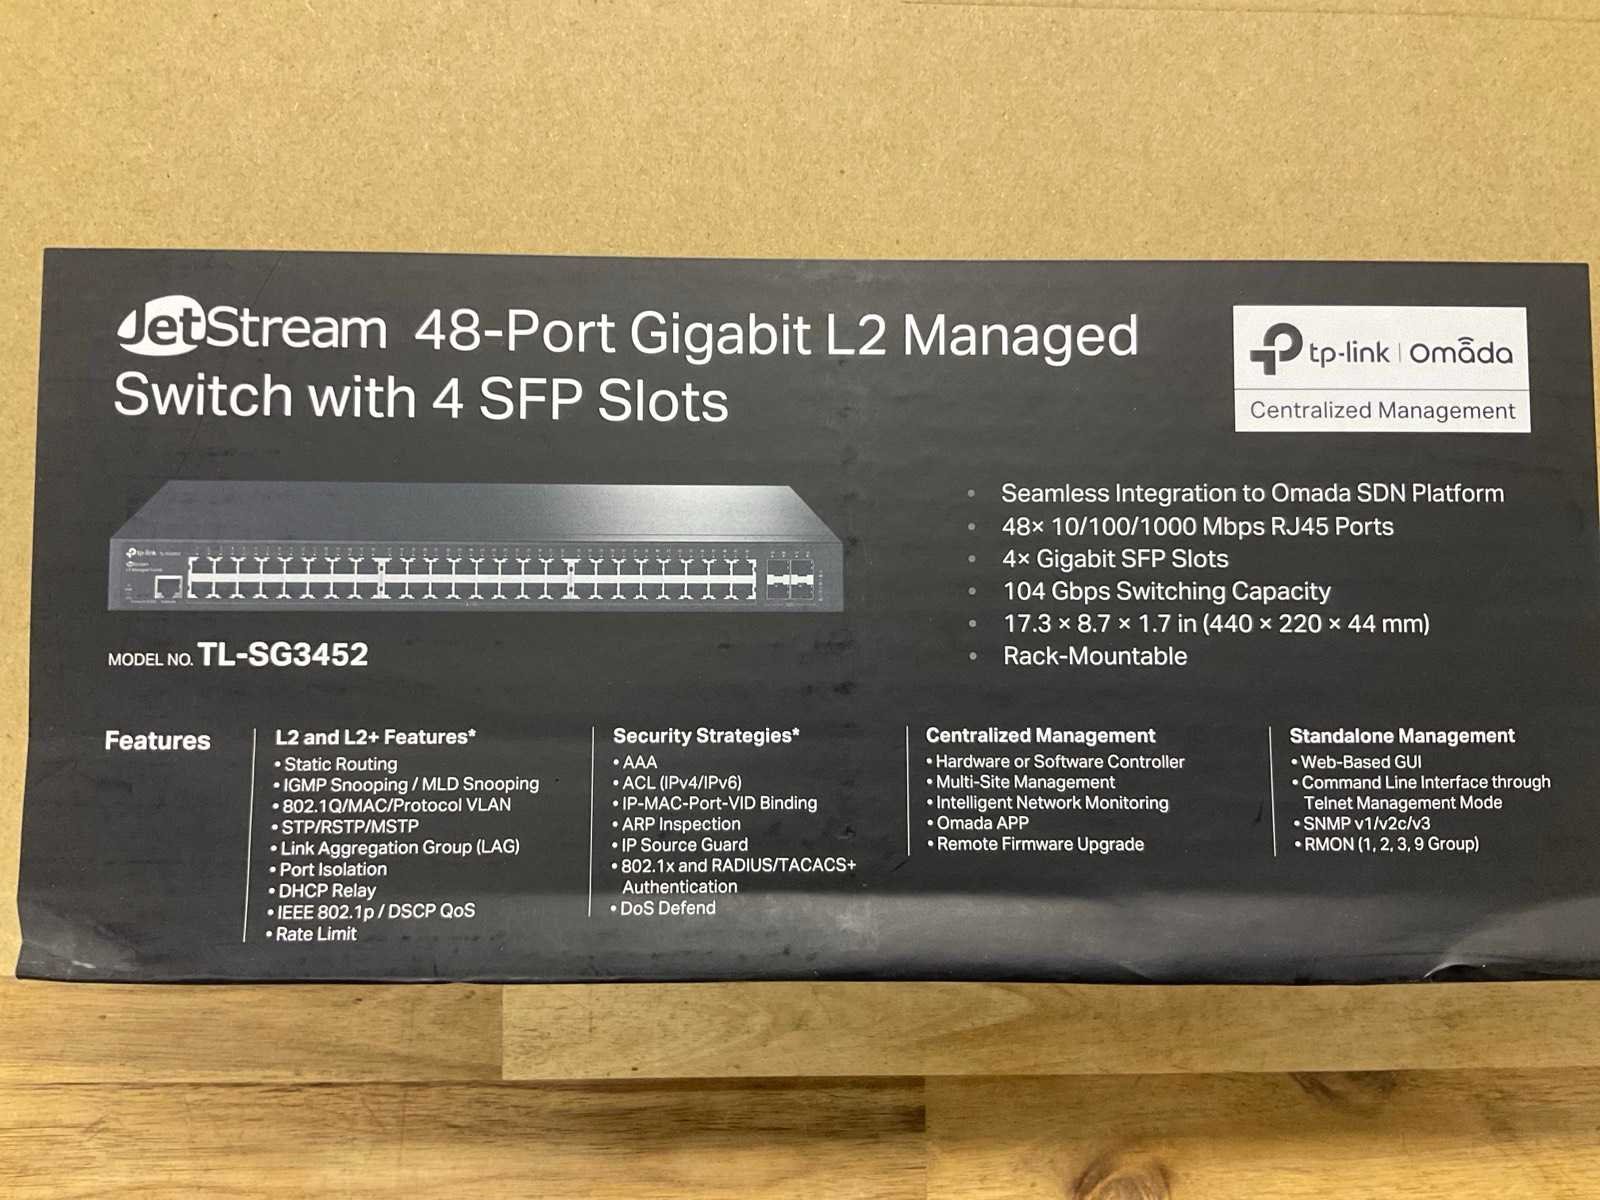 JetStream 48-Port Gigabit L2 Managed
Switch with 4 SFP Slots
tp-link | omada
Centralized Management
• Seamless Integration to Omada SDN Platform
• 48× 10/100/1000 Mbps RJ45 Ports
• 4× Gigabit SFP Slots
• 104 Gbps Switching Capacity
• 17.3 × 8.7 × 1.7 in (440 × 220 × 44 mm)
• Rack-Mountable
tp-link
MODEL NO. TL-SG3452
Features
L2 and L2+ Features*
• Static Routing
• IGMP Snooping / MLD Snooping
• 802.1Q/MAC/Protocol VLAN
• STP/RSTP/MSTP
• Link Aggregation Group (LAG)
• Port Isolation
• DHCP Relay
• IEEE 802.1p / DSCP QoS
• Rate Limit
Security Strategies*
• AAA
• ACL (IPv4/IPv6)
• IP-MAC-Port-VID Binding
• ARP Inspection
• IP Source Guard
• 802.1x and RADIUS/TACACS+
Authentication
• DoS Defend
Centralized Management
• Hardware or Software Controller
• Multi-Site Management
• Intelligent Network Monitoring
• Omada APP
• Remote Firmware Upgrade
Standalone Management
• Web-Based GUI
• Command Line Interface through
Telnet Management Mode
• SNMP v1/v2c/v3
• RMON (1, 2, 3, 9 Group)